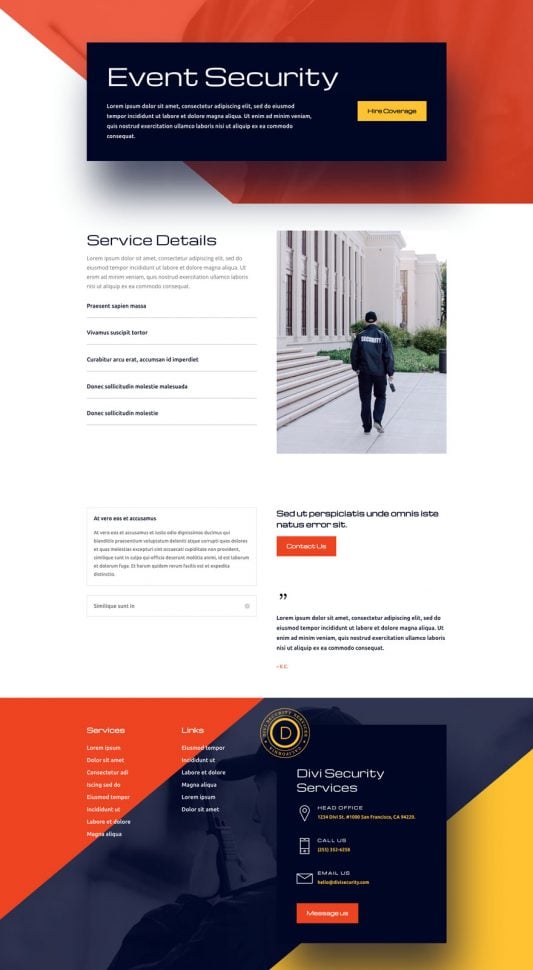 Event Security
Lorem ipsum dolor sit amet, consectetur adipiscing elit, sed do eiusmod
tempor incididunt ut labore et dolore magna aliqua. Ut enim ad minim veniam,
quis nostrud exercitation ullamco laboris nisi ut aliquip ex ea commodo
consequat.
Hire Coverage
Service Details
Lorem ipsum dolor sit amet, consectetur adipiscing elit, sed do
eiusmod tempor incididunt ut labore et dolore magna aliqua. Ut
enim ad minim veniam, quis nostrud exercitation ullamco laboris
nisi ut aliquip ex ea commodo consequat.
Praesent sapien massa
Vivamus suscipit tortor
Curabitur arcu erat, accumsan id imperdiet
Donec sollicitudin molestie malesuada
Donec sollicitudin molestie
SECURITY
At vero eos et accusamus
At vero eos et accusamus et iusto odio dignissimos ducimus qui
blanditiis praesentium voluptatum deleniti atque corrupti quos dolores
et quas molestias excepturi sint occaecati cupiditate non provident,
similique sunt in culpa qui officia deserunt mollitia animi, id est laborum
et dolorum fuga. Et harum quidem rerum facilis est et expedita
distinctio.
Similique sunt in
Sed ut perspiciatis unde omnis iste
natus error sit.
Contact Us
”
Lorem ipsum dolor sit amet, consectetur adipiscing elit, sed do
eiusmod tempor incididunt ut labore et dolore magna aliqua. Ut
enim ad minim veniam, quis nostrud exercitation ullamco laboris
nisi ut aliquip ex ea commodo consequat.
Services
Lorem ipsum
Dolor sit amet
Consectetur adi
Iscing sed do
Eiusmod tempor
Incididunt ut
Labore et dolore
Magna aliqua
Links
Eiusmod tempor
Incididunt ut
Labore et dolore
Magna aliqua
Lorem ipsum
Dolor sit amet
DIVI SECURITY SERVICES
D
CALIFORNIA
Divi Security
Services
HEAD OFFICE
1234 Divi St. #1000 San Francisco, CA 94220.
CALL US
(255) 352-6258
EMAIL US
hello@divisecurity.com
Message us